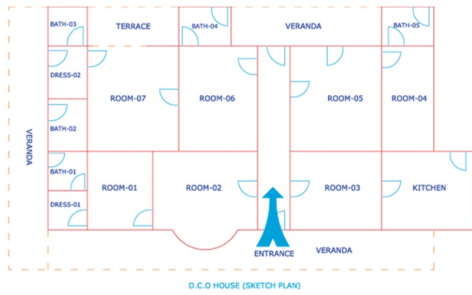 BATH-03
TERRACE
BATH-04
VERANDA
BATH-05
DRESS-02
ROOM-07
ROOM-06
ROOM-05
ROOM-04
VERANDA
BATH-02
BATH-01
ROOM-01
ROOM-02
ROOM-03
KITCHEN
DRESS-01
ENTRANCE
VERANDA
D.C.O HOUSE (SKETCH PLAN)